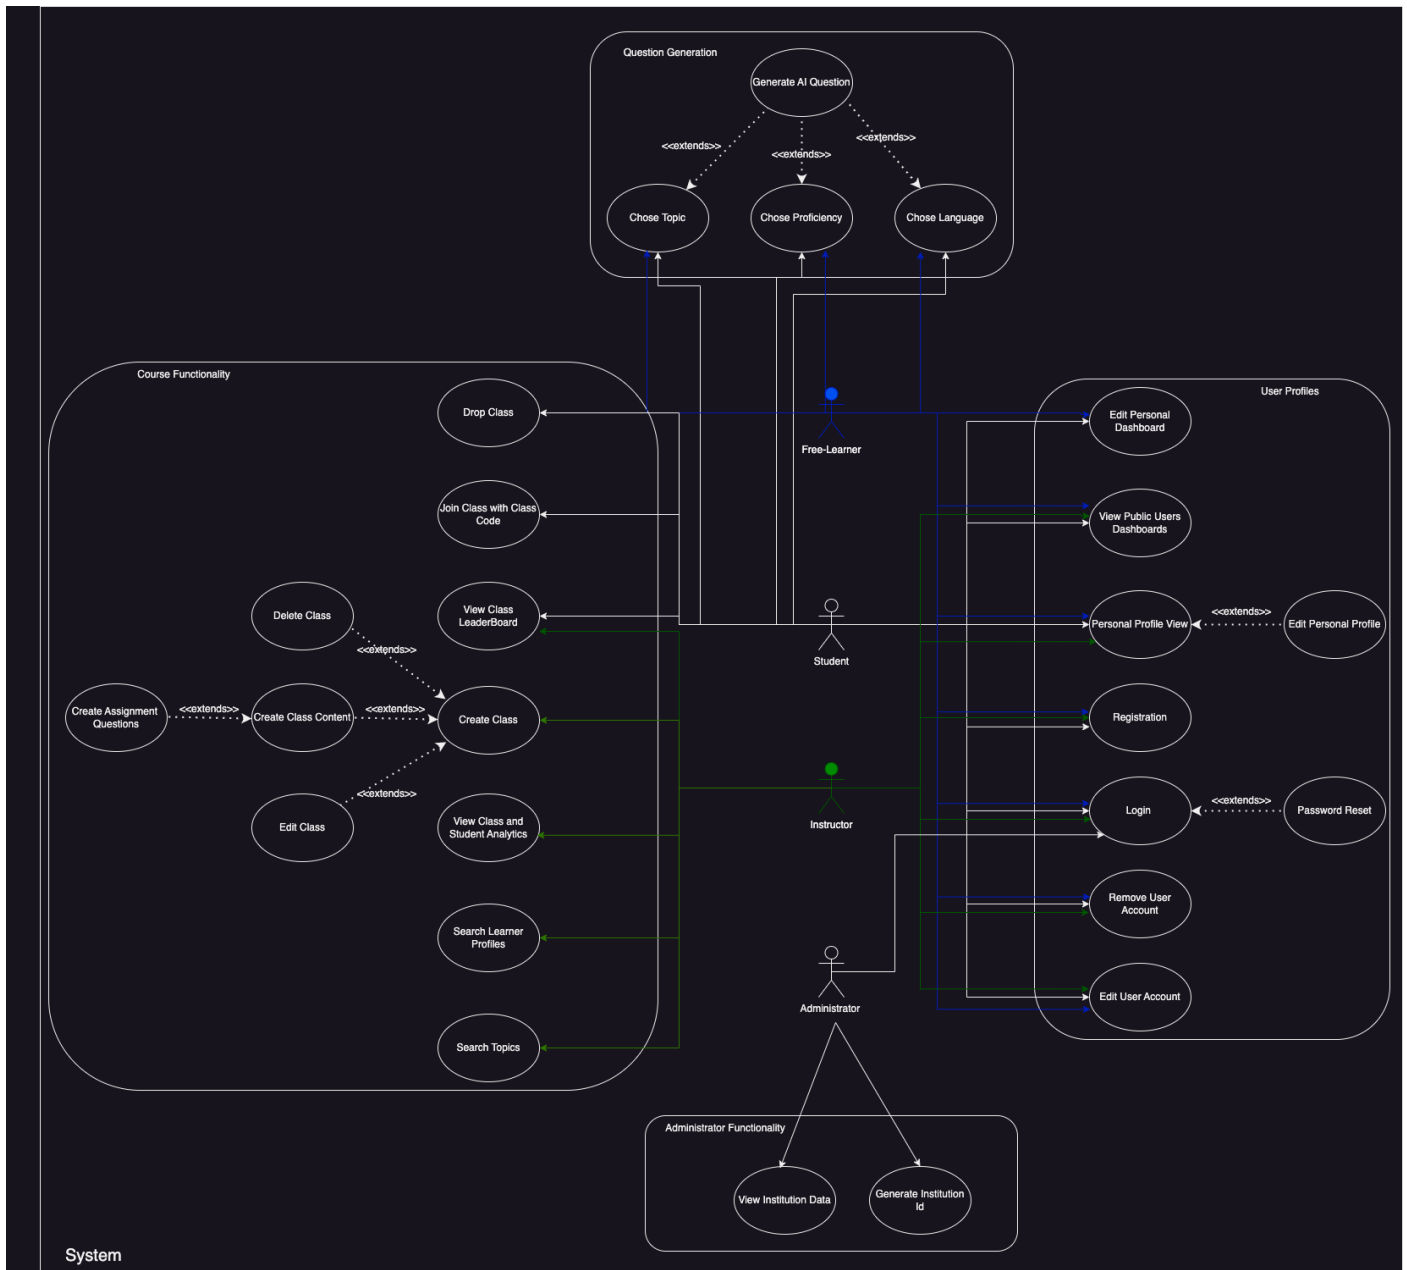 Question Generation
Generate AI Question
<<extends>>
<<extends>>
<<extends>>
Chose Topic
Chose Proficiency
Chose Language
Course Functionality
Drop Class
Join Class with Class
Code
Delete Class
View Class
LeaderBoard
<<extends>>
Create Assignment
Questions
<<extends>>
Create Class Content
<<extends>>
Create Class
<<extends>>
Edit Class
View Class and
Student Analytics
Search Learner
Profiles
Search Topics
Free-Learner
Student
Instructor
Administrator
User Profiles
Edit Personal
Dashboard
View Public Users
Dashboards
Personal Profile View
<<extends>>
Edit Personal Profile
Registration
Login
<<extends>>
Password Reset
Remove User
Account
Edit User Account
Administrator Functionality
View Institution Data
Generate Institution
Id
System